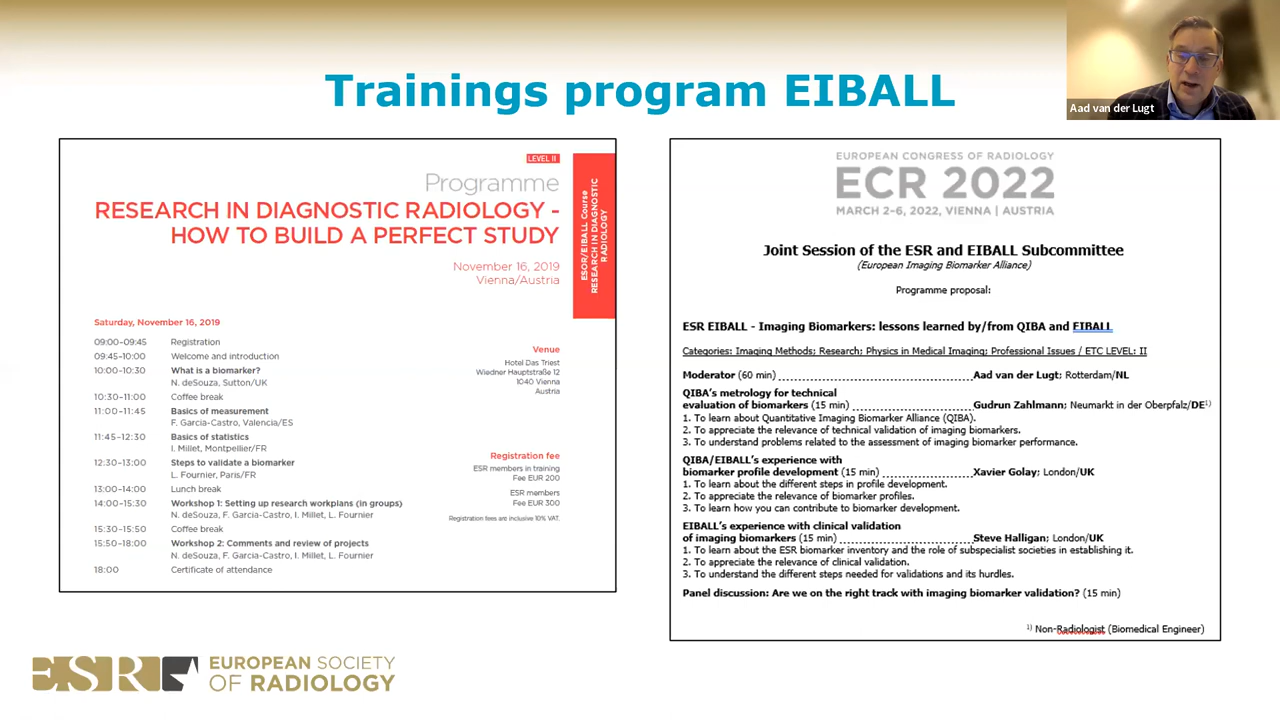 Trainings program EIBALL
Aad van der Lugt
LEVEL II
Programme
RESEARCH IN DIAGNOSTIC RADIOLOGY -
HOW TO BUILD A PERFECT STUDY
November 16, 2019
Vienna/Austria
ESOR/EIBALL Course
RESEARCH IN DIAGNOSTIC
RADIOLOGY
Saturday, November 16, 2019
09:00–09:45 Registration
09:45–10:00 Welcome and introduction
10:00–10:30 What is a biomarker?
N. deSouza, Sutton/UK
10:30–11:00 Coffee break
11:00–11:45 Basics of measurement
F. Garcia-Castro, Valencia/ES
11:45–12:30 Basics of statistics
I. Millet, Montpellier/FR
12:30–13:00 Steps to validate a biomarker
L. Fournier, Paris/FR
13:00–14:00 Lunch break
14:00–15:30 Workshop 1: Setting up research workplans (in groups)
N. deSouza, F. Garcia-Castro, I. Millet, L. Fournier
15:30–15:50 Coffee break
15:50–18:00 Workshop 2: Comments and review of projects
N. deSouza, F. Garcia-Castro, I. Millet, L. Fournier
18:00 Certificate of attendance
Venue
Hotel Das Triest
Wiedner Hauptstraße 12
1040 Vienna
Austria
Registration fee
ESR members in training
Fee EUR 200
ESR members
Fee EUR 300
Registration fees are inclusive 10% VAT.
EUROPEAN CONGRESS OF RADIOLOGY
ECR 2022
MARCH 2–6, 2022, VIENNA | AUSTRIA
Joint Session of the ESR and EIBALL Subcommittee
(European Imaging Biomarker Alliance)
Programme proposal:
ESR EIBALL - Imaging Biomarkers: lessons learned by/from QIBA and EIBALL
Categories: Imaging Methods; Research; Physics in Medical Imaging; Professional Issues / ETC LEVEL: II
Moderator (60 min) ........ Aad van der Lugt; Rotterdam/NL
QIBA's metrology for technical
evaluation of biomarkers (15 min) ........ Gudrun Zahlmann; Neumarkt in der Oberpfalz/DE1)
1. To learn about Quantitative Imaging Biomarker Alliance (QIBA).
2. To appreciate the relevance of technical validation of imaging biomarkers.
3. To understand problems related to the assessment of imaging biomarker performance.
QIBA/EIBALL's experience with
biomarker profile development (15 min) ........ Xavier Golay; London/UK
1. To learn about the different steps in profile development.
2. To appreciate the relevance of biomarker profiles.
3. To learn how you can contribute to biomarker development.
EIBALL's experience with clinical validation
of imaging biomarkers (15 min) ........ Steve Halligan; London/UK
1. To learn about the ESR biomarker inventory and the role of subspecialist societies in establishing it.
2. To appreciate the relevance of clinical validation.
3. To understand the different steps needed for validations and its hurdles.
Panel discussion: Are we on the right track with imaging biomarker validation? (15 min)
1) Non-Radiologist (Biomedical Engineer)
ESR EUROPEAN SOCIETY
OF RADIOLOGY